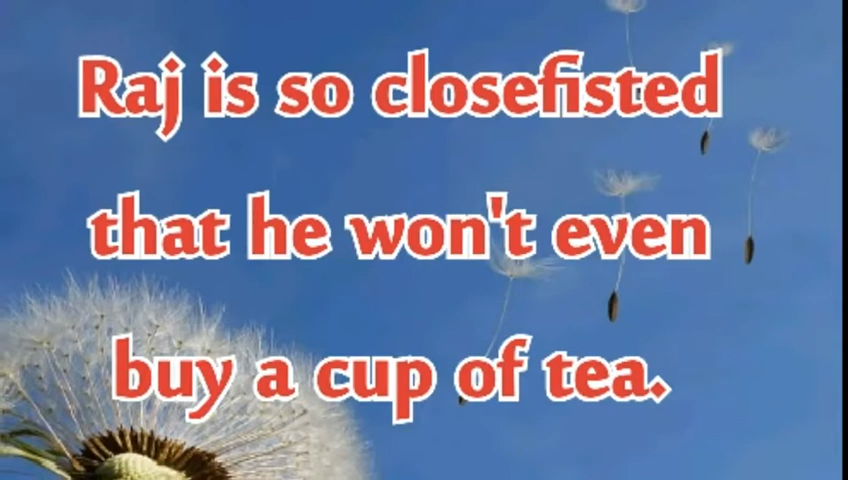 Raj is so closefisted
that he won't even
buy a cup of tea.